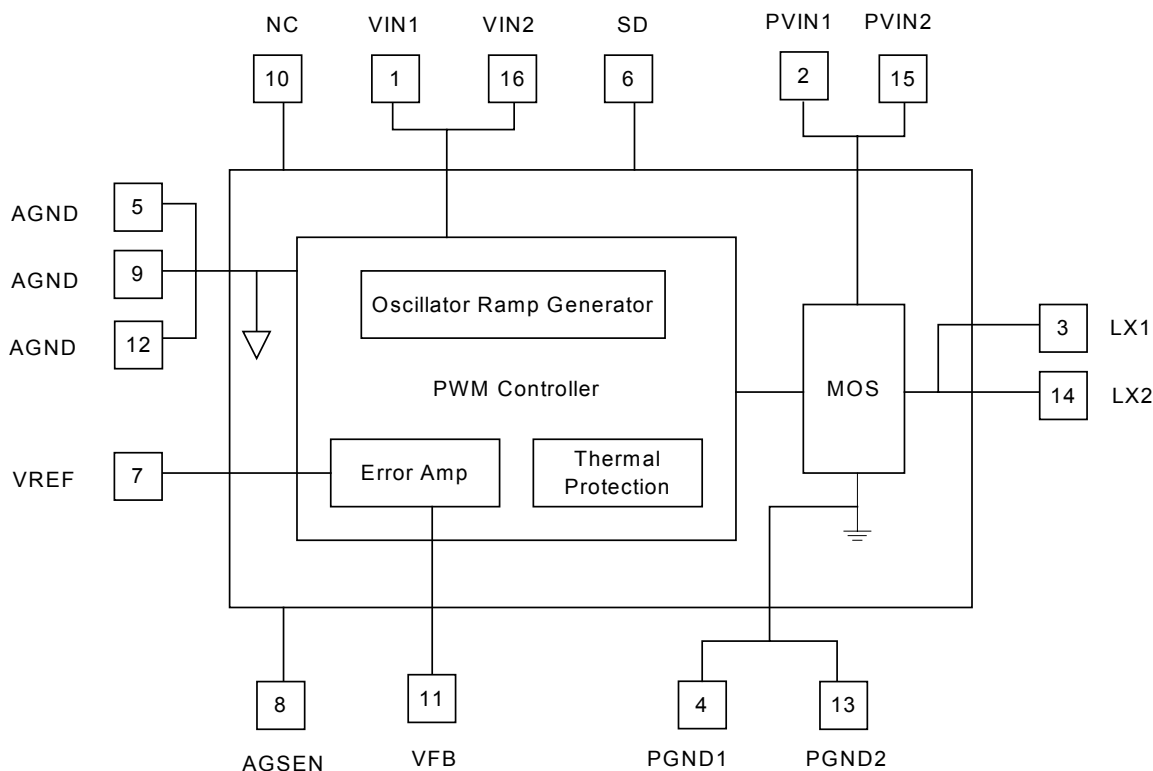 NC
VIN1
VIN2
SD
PVIN1
PVIN2
10
1
16
6
2
15
AGND
5
AGND
9
AGND
12
Oscillator Ramp Generator
PWM Controller
MOS
3
LX1
14
LX2
VREF
7
Error Amp
Thermal
Protection
8
11
4
13
AGSEN
VFB
PGND1
PGND2